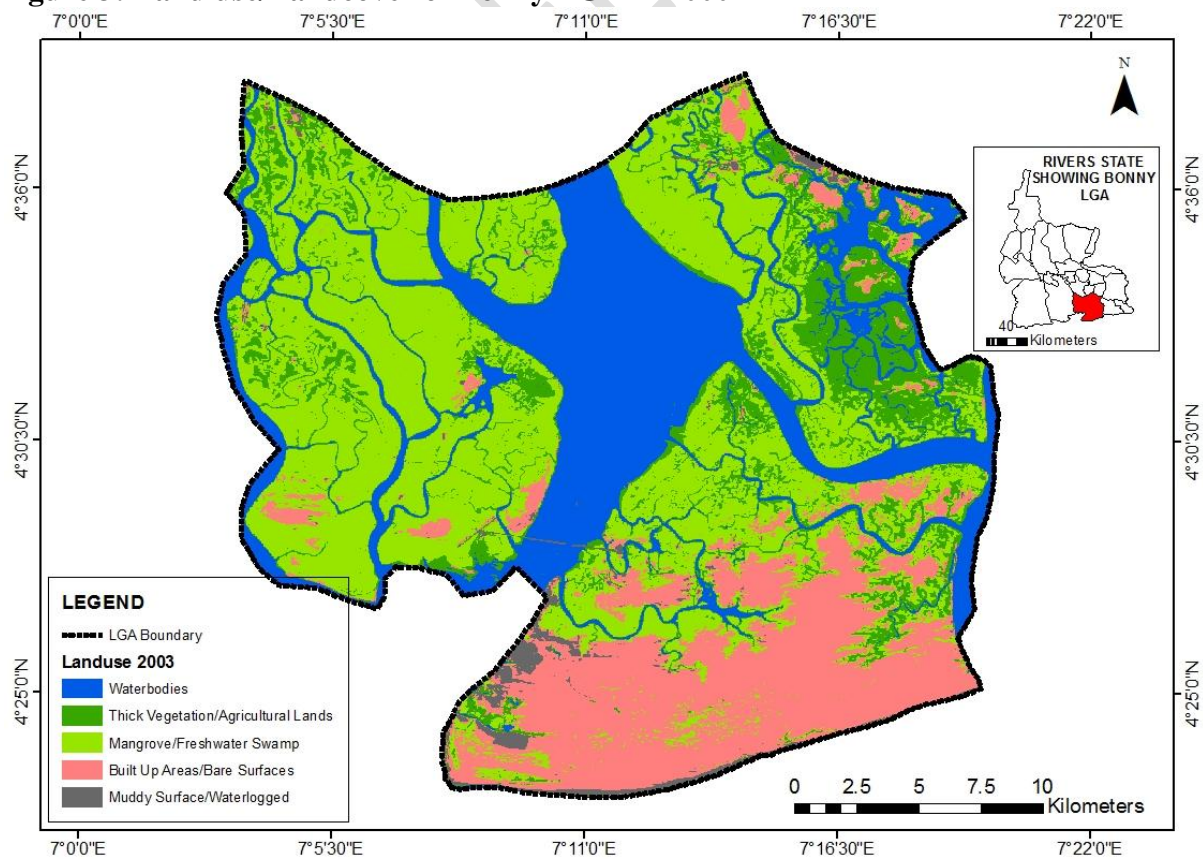 7°0'0"E 7°5'30"E 7°11'0"E 7°16'30"E 7°22'0"E
N
RIVERS STATE
SHOWING BONNY
LGA
40
Kilometers
4°36'0"N 4°36'0"N
4°30'30"N 4°30'30"N
4°25'0"N 4°25'0"N
LEGEND
LGA Boundary
Landuse 2003
Waterbodies
Thick Vegetation/Agricultural Lands
Mangrove/Freshwater Swamp
Built Up Areas/Bare Surfaces
Muddy Surface/Waterlogged
0 2.5 5 7.5 10
Kilometers
7°0'0"E 7°5'30"E 7°11'0"E 7°16'30"E 7°22'0"E